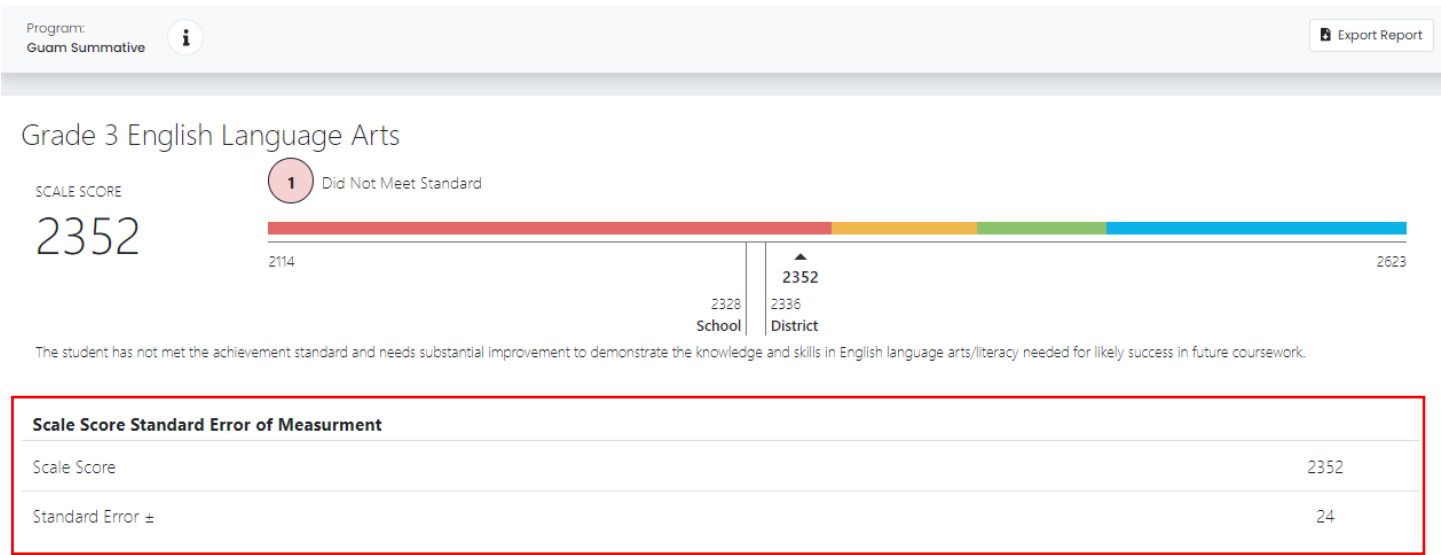 Program:
Guam Summative
i
Export Report
Grade 3 English Language Arts
SCALE SCORE
2352
1 Did Not Meet Standard
2114
2352
2623
2328
School
2336
District
The student has not met the achievement standard and needs substantial improvement to demonstrate the knowledge and skills in English language arts/literacy needed for likely success in future coursework.
Scale Score Standard Error of Measurment
Scale Score 2352
Standard Error ± 24